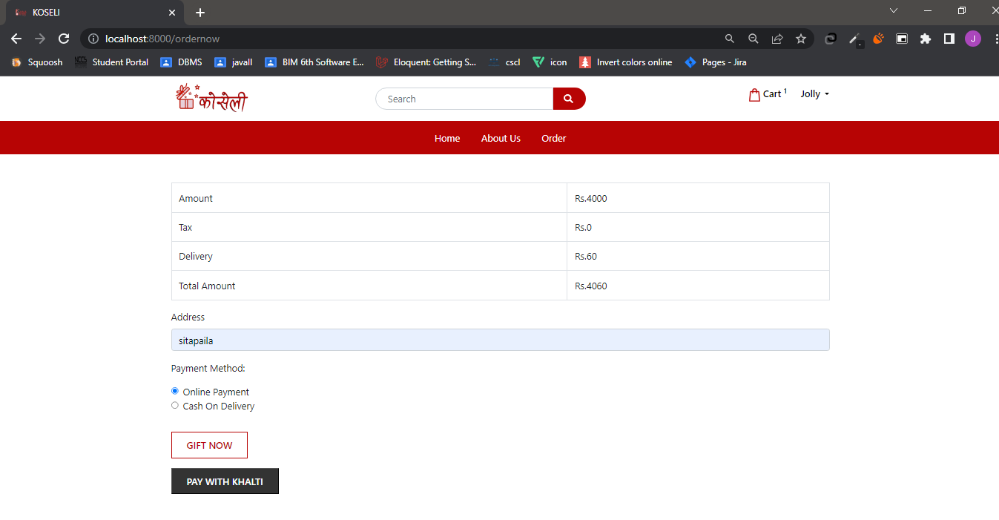 KOSELI
localhost:8000/ordernow
Squoosh Student Portal DBMS javall BIM 6th Software E... Eloquent: Getting S... cscl icon Invert colors online Pages - Jira
कोसेली Search Cart 1 Jolly
Home About Us Order
Amount Rs.4000
Tax Rs.0
Delivery Rs.60
Total Amount Rs.4060
Address
sitapaila
Payment Method:
Online Payment
Cash On Delivery
GIFT NOW
PAY WITH KHALTI
J